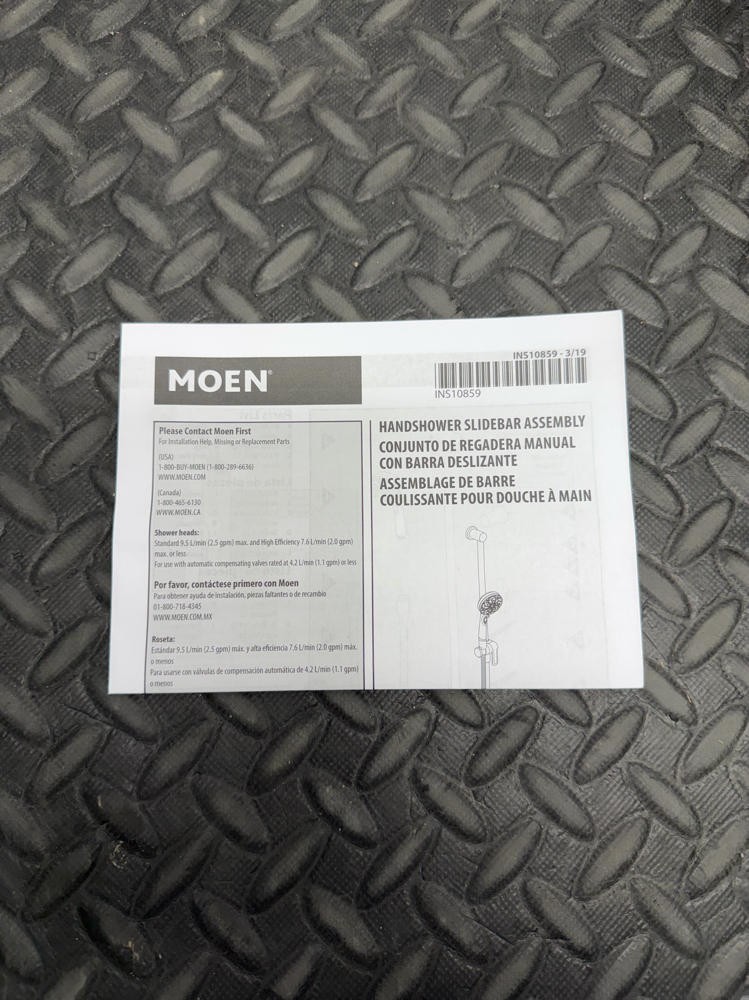 MOEN®
INS10859 - 3/19
INS10859
Please Contact Moen First
For Installation Help, Missing or Replacement Parts
(USA)
1-800-BUY-MOEN (1-800-289-6636)
WWW.MOEN.COM
(Canada)
1-800-465-6130
WWW.MOEN.CA
Shower heads:
Standard 9.5 L/min (2.5 gpm) max. and High Efficiency 7.6 L/min (2.0 gpm)
max. or less
For use with automatic compensating valves rated at 4.2 L/min (1.1 gpm) or less
Por favor, contáctese primero con Moen
Para obtener ayuda de instalación, piezas faltantes o de recambio
01-800-718-4345
WWW.MOEN.COM.MX
Roseta:
Estándar 9.5 L/min (2.5 gpm) máx. y alta eficiencia 7.6 L/min (2.0 gpm) máx.
o menos
Para usarse con válvulas de compensación automática de 4.2 L/min (1.1 gpm)
o menos
HANDSHOWER SLIDEBAR ASSEMBLY
CONJUNTO DE REGADERA MANUAL
CON BARRA DESLIZANTE
ASSEMBLAGE DE BARRE
COULISSANTE POUR DOUCHE À MAIN